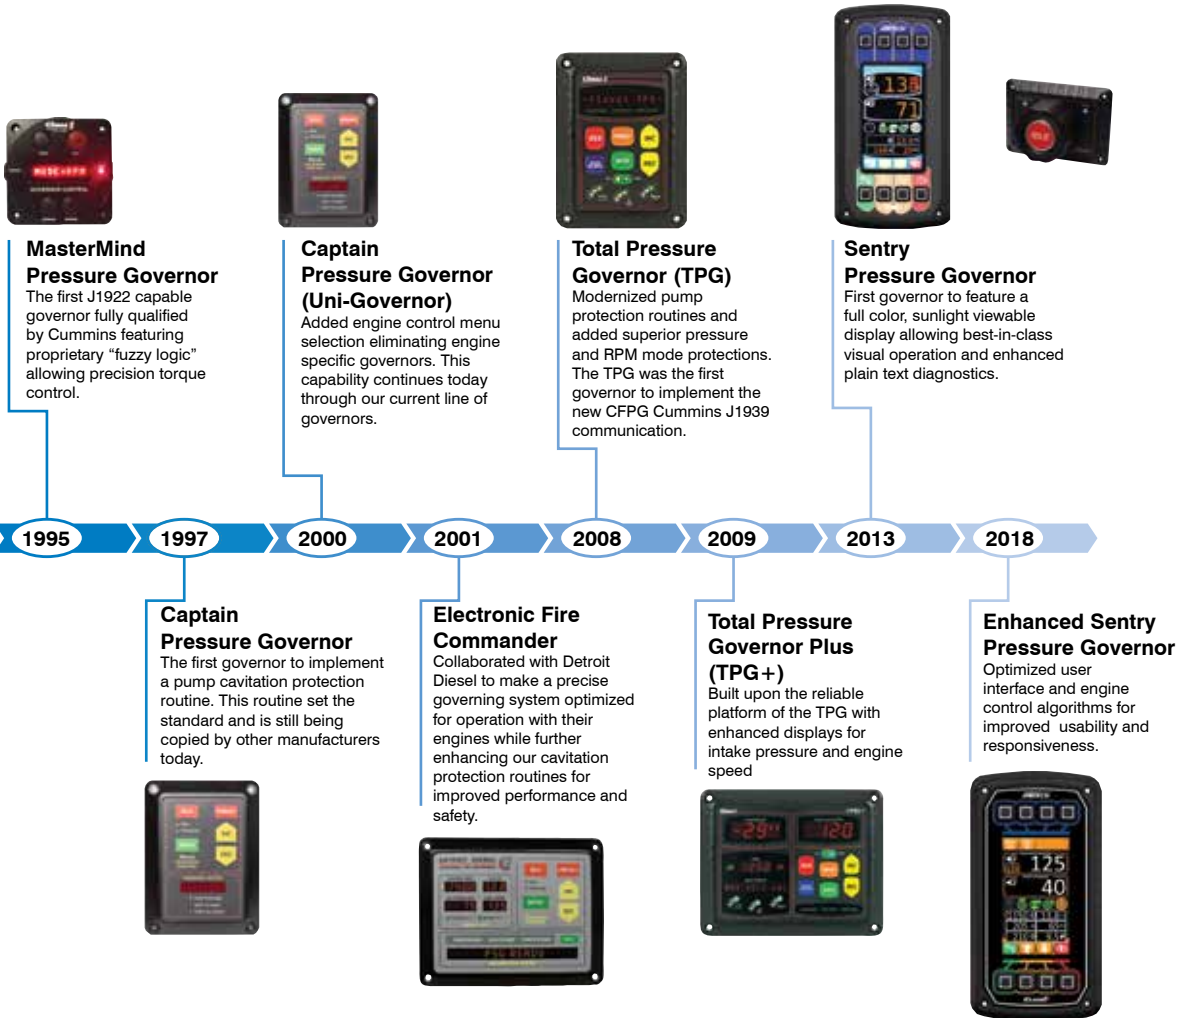 MODE=RPM
IDLE
138
71
MasterMind
Pressure Governor
The first J1922 capable
governor fully qualified
by Cummins featuring
proprietary “fuzzy logic”
allowing precision torque
control.
Captain
Pressure Governor
(Uni-Governor)
Added engine control menu
selection eliminating engine
specific governors. This
capability continues today
through our current line of
governors.
Total Pressure
Governor (TPG)
Modernized pump
protection routines and
added superior pressure
and RPM mode protections.
The TPG was the first
governor to implement the
new CFPG Cummins J1939
communication.
Sentry
Pressure Governor
First governor to feature a
full color, sunlight viewable
display allowing best-in-class
visual operation and enhanced
plain text diagnostics.
1995
1997
2000
2001
2008
2009
2013
2018
Captain
Pressure Governor
The first governor to implement
a pump cavitation protection
routine. This routine set the
standard and is still being
copied by other manufacturers
today.
Electronic Fire
Commander
Collaborated with Detroit
Diesel to make a precise
governing system optimized
for operation with their
engines while further
enhancing our cavitation
protection routines for
improved performance and
safety.
Total Pressure
Governor Plus
(TPG+)
Built upon the reliable
platform of the TPG with
enhanced displays for
intake pressure and engine
speed
Enhanced Sentry
Pressure Governor
Optimized user
interface and engine
control algorithms for
improved  usability and
responsiveness.
PSG READY
-29
120
125
40